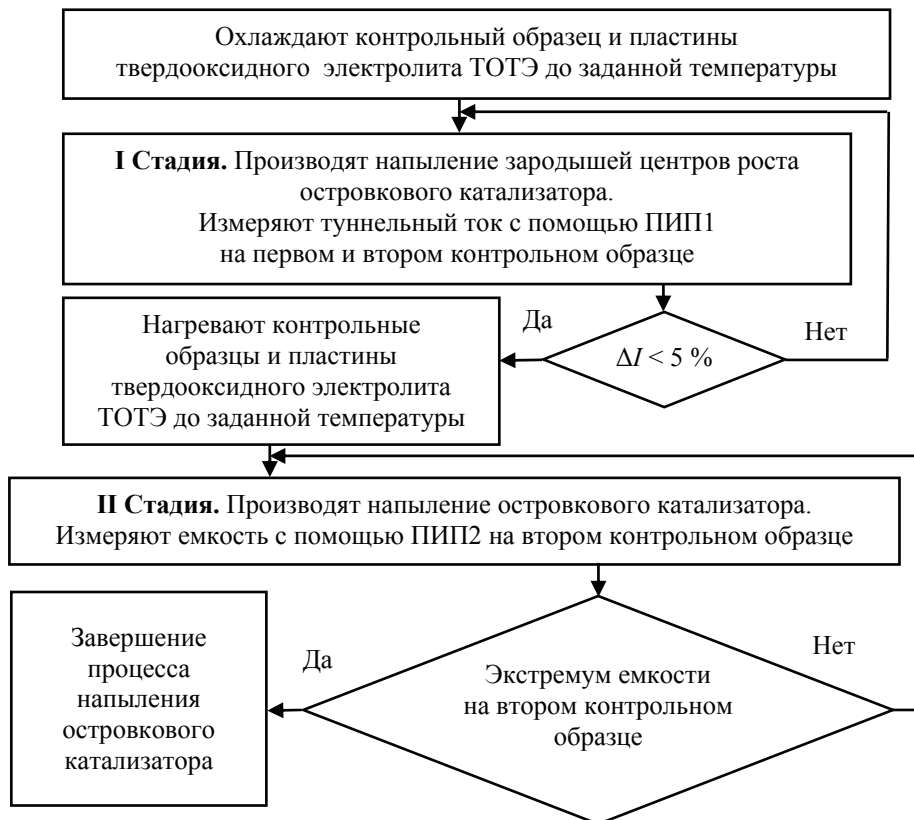 Охлаждают контрольный образец и пластины
твердооксидного электролита ТОТЭ до заданной температуры
I Стадия. Производят напыление зародышей центров роста
островкового катализатора.
Измеряют туннельный ток с помощью ПИП1
на первом и втором контрольном образце
Да
Нет
ΔI < 5 %
Нагревают контрольные
образцы и пластины
твердооксидного электролита
ТОТЭ до заданной температуры
II Стадия. Производят напыление островкового катализатора.
Измеряют емкость с помощью ПИП2 на втором контрольном образце
Да
Нет
Экстремум емкости
на втором контрольном
образце
Завершение
процесса
напыления
островкового
катализатора